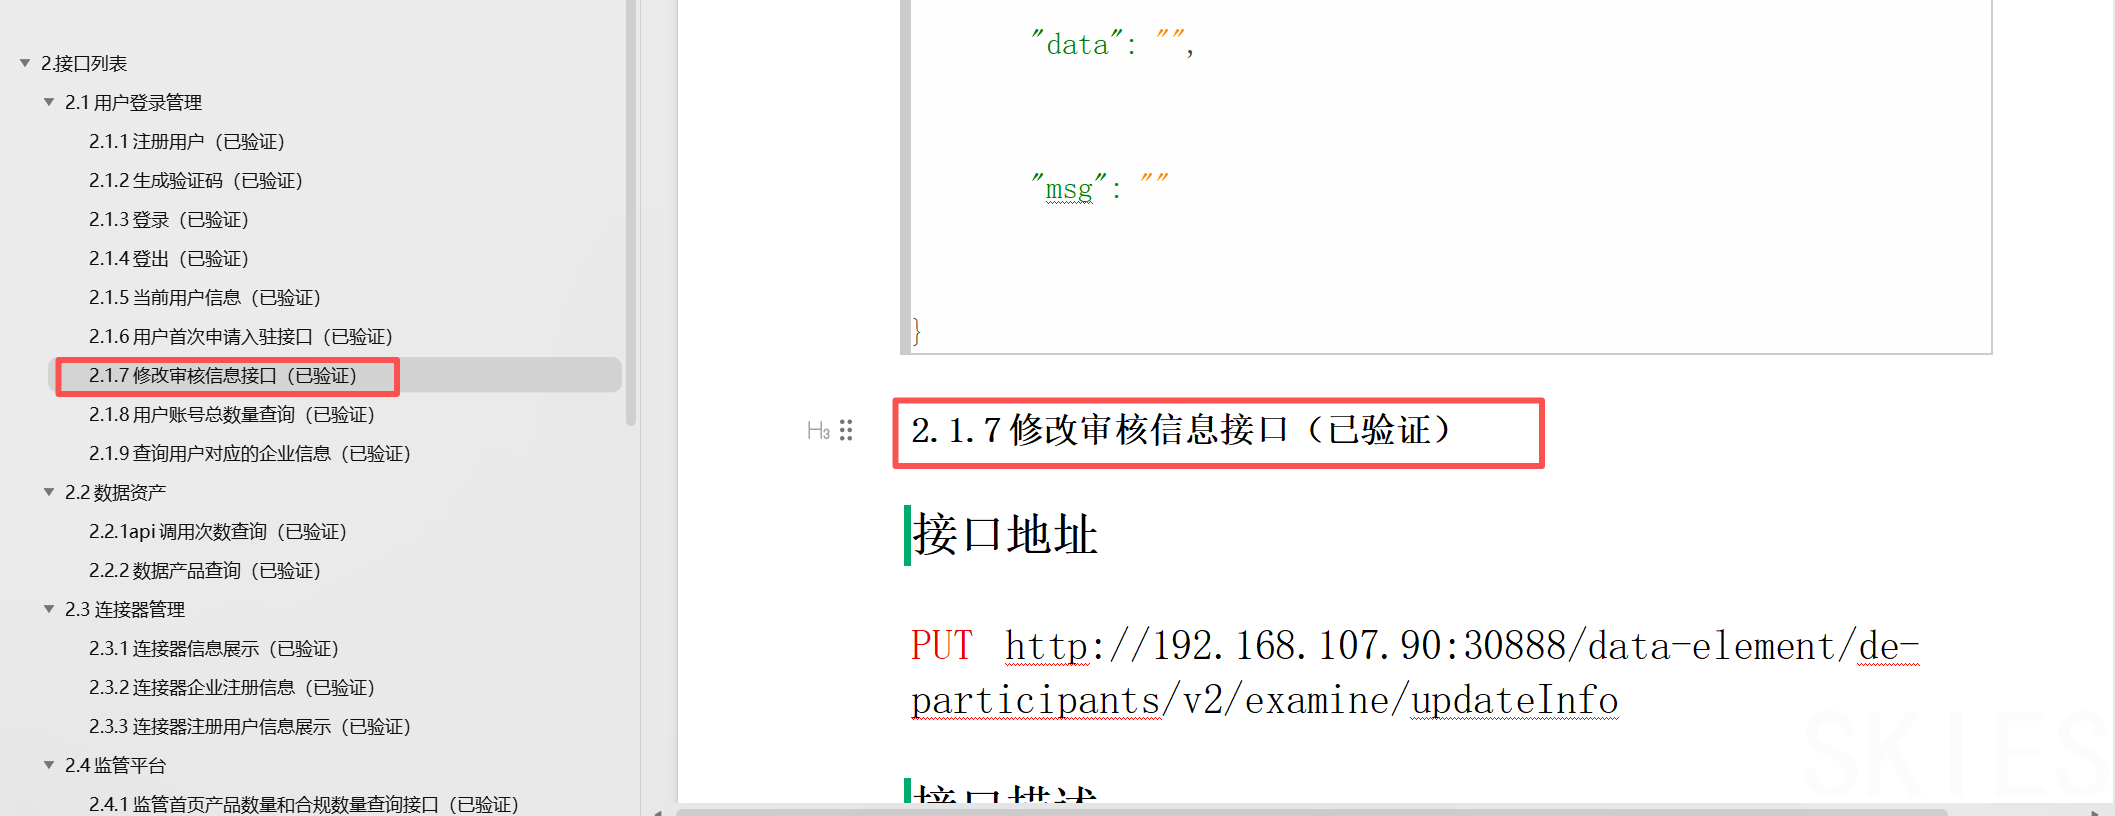 2.接口列表
2.1 用户登录管理
2.1.1 注册用户（已验证）
2.1.2 生成验证码（已验证）
2.1.3 登录（已验证）
2.1.4 登出（已验证）
2.1.5 当前用户信息（已验证）
2.1.6 用户首次申请入驻接口（已验证）
2.1.7 修改审核信息接口（已验证）
2.1.8 用户账号总数量查询（已验证）
2.1.9 查询用户对应的企业信息（已验证）
2.2 数据资产
2.2.1api 调用次数查询（已验证）
2.2.2 数据产品查询（已验证）
2.3 连接器管理
2.3.1 连接器信息展示（已验证）
2.3.2 连接器企业注册信息（已验证）
2.3.3 连接器注册用户信息展示（已验证）
2.4 监管平台
2.4.1 监管首页产品数量和合规数量查询接口（已验证）
"data": "",
"msg": ""
}
H3
2.1.7 修改审核信息接口（已验证）
接口地址
PUT http://192.168.107.90:30888/data-element/de-
participants/v2/examine/updateInfo
接口描述
SKIES